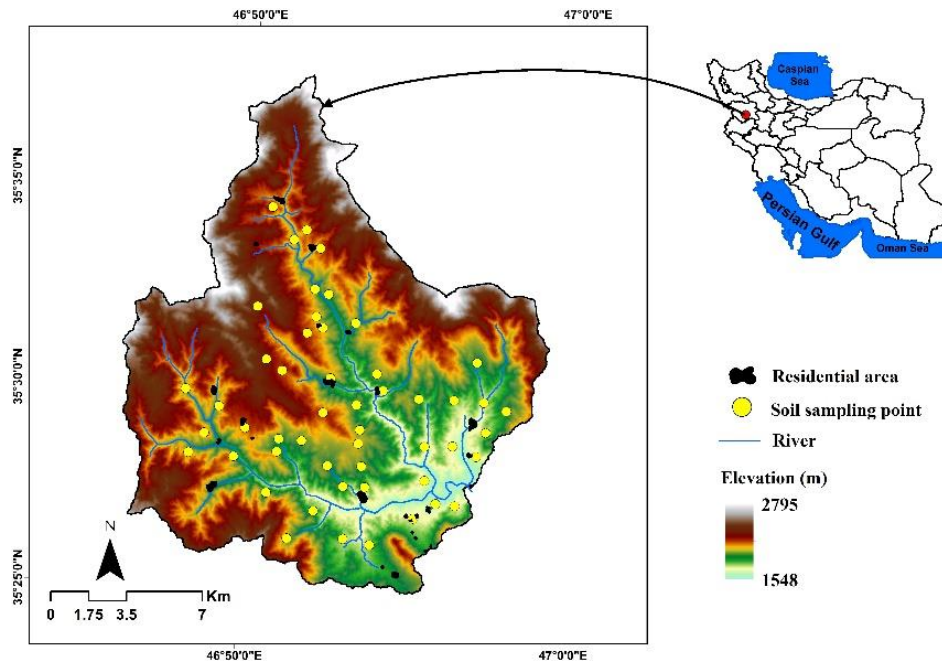 46°50'0"E
47°0'0"E
35°35'0"N
35°30'0"N
35°25'0"N
Caspian
Sea
Persian Gulf
Oman Sea
Residential area
Soil sampling point
River
Elevation (m)
2795
1548
N
Km
0 1.75 3.5 7
46°50'0"E
47°0'0"E